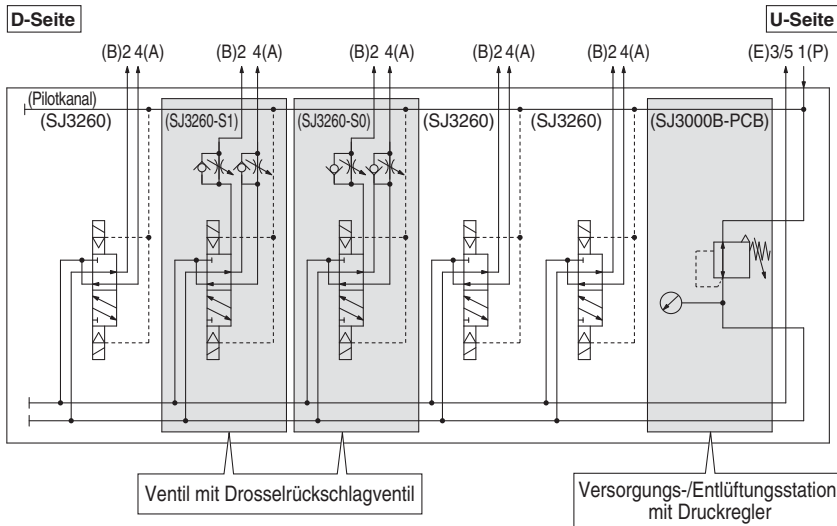 D-Seite
U-Seite
(B)2 4(A)
(B)2 4(A)
(B)2 4(A)
(B)2 4(A)
(B)2 4(A)
(E)3/5 1(P)
(Pilotkanal)
(SJ3260)
(SJ3260-S1)
(SJ3260-S0)
(SJ3260)
(SJ3260)
(SJ3000B-PCB)
Ventil mit Drosselrückschlagventil
Versorgungs-/Entlüftungsstation
mit Druckregler